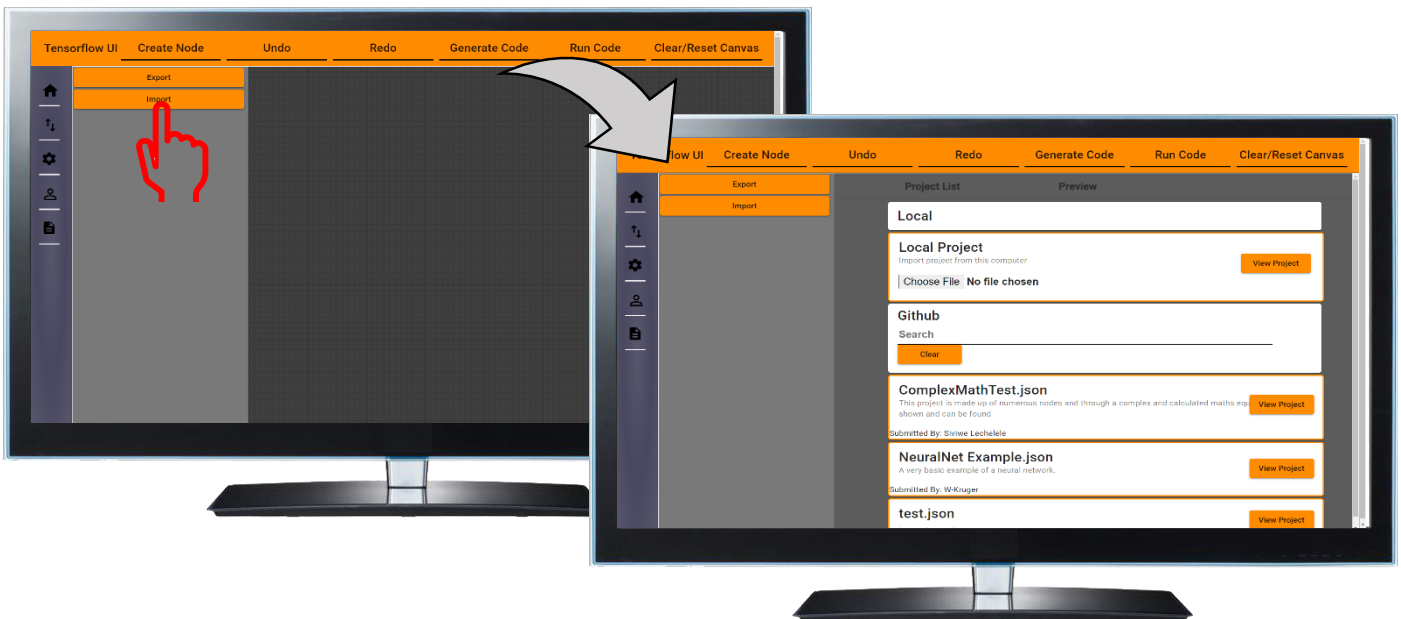 Tensorflow UI Create Node Undo Redo Generate Code Run Code Clear/Reset Canvas
Export
Import
low UI Create Node Undo Redo Generate Code Run Code Clear/Reset Canvas
Export
Import
Project List Preview
Local
Local Project
Import project from this computer
View Project
Choose File No file chosen
Github
Search
Clear
ComplexMathTest.json
This project is made up of numerous nodes and through a complex and calculated maths equ
shown and can be found
View Project
Submitted By: Siviwe Lechelele
NeuralNet Example.json
A very basic example of a neural network.
View Project
Submitted By: W-Kruger
test.json
View Project